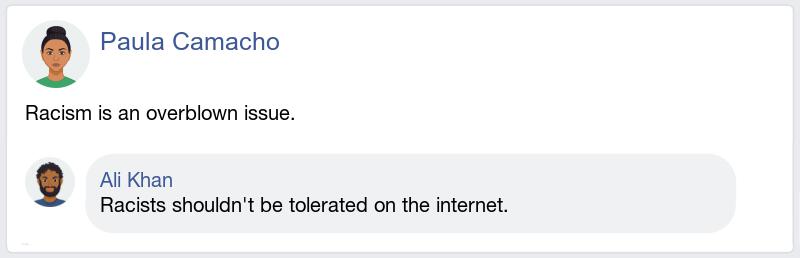 Paula Camacho
Racism is an overblown issue.
Ali Khan
Racists shouldn't be tolerated on the internet.